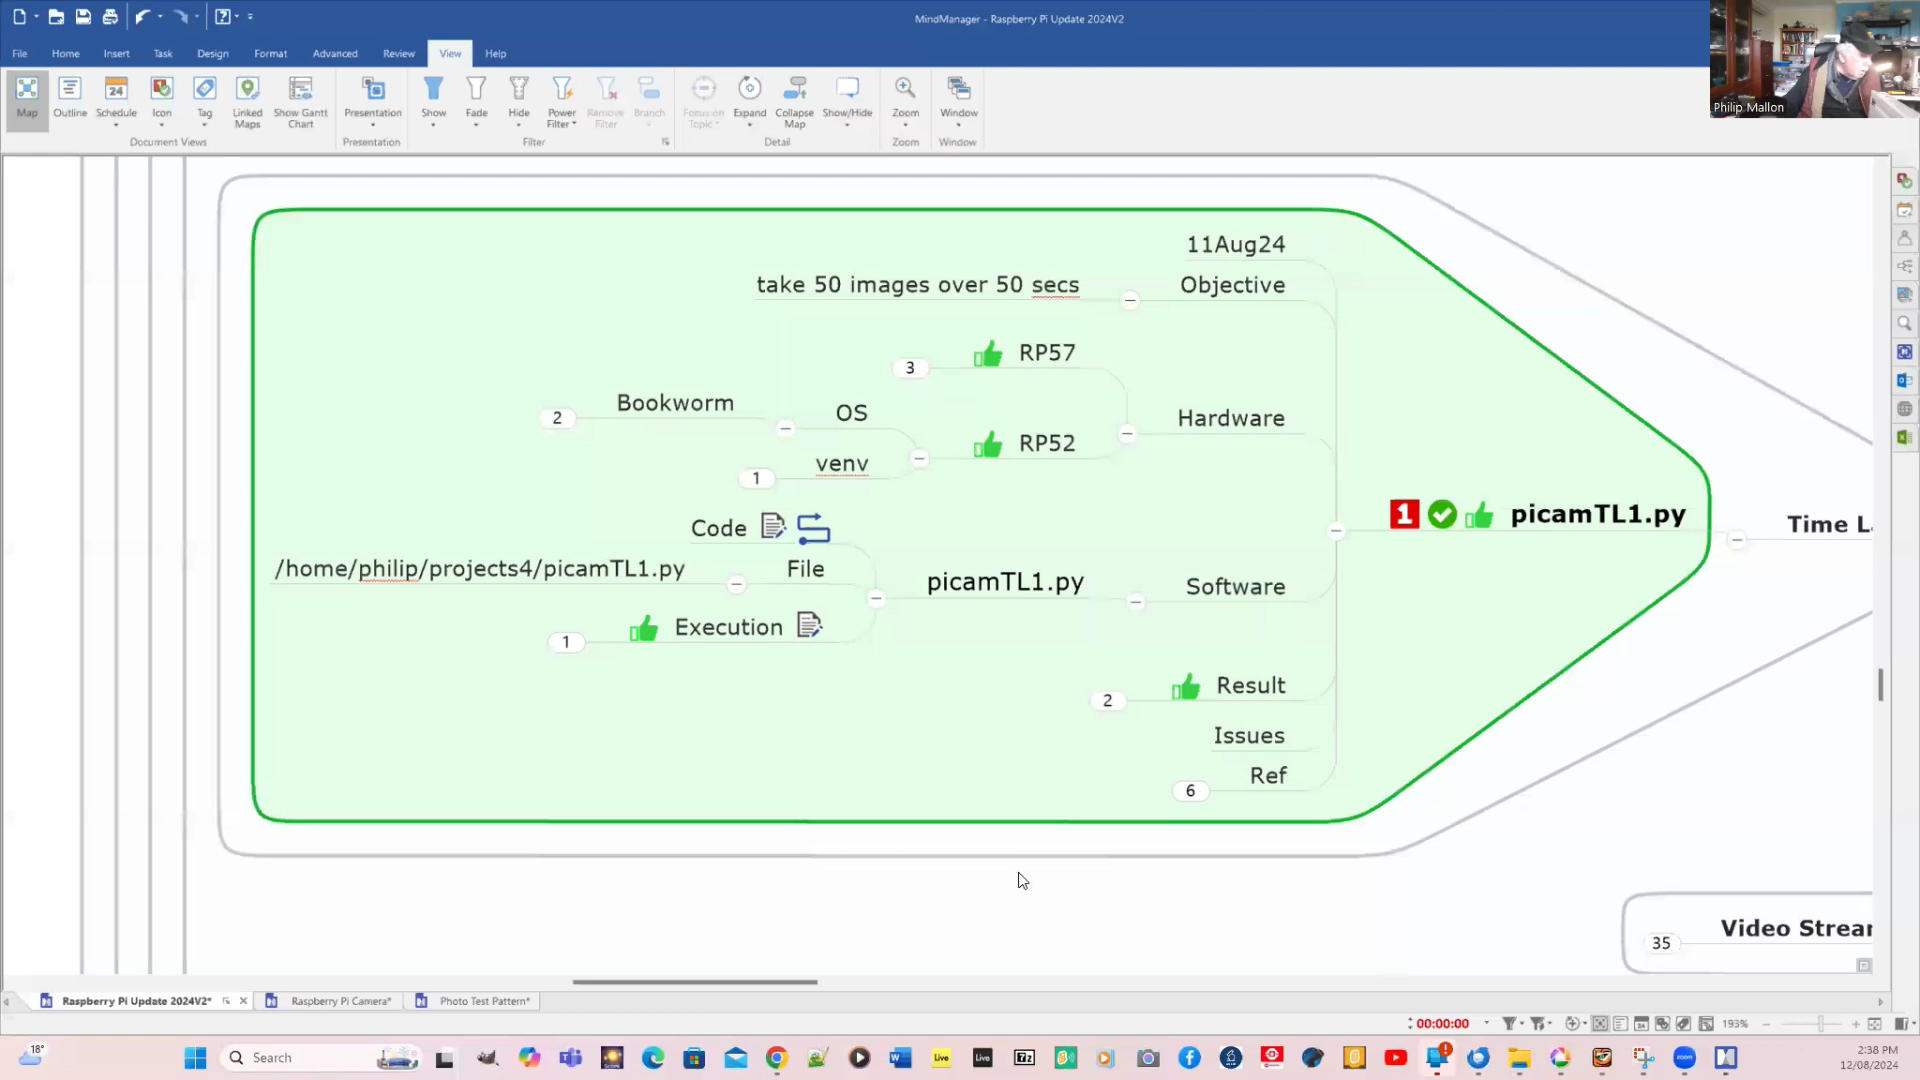 MindManager - Raspberry Pi Update 2024V2
File Home Insert Task Design Format Advanced Review View Help
Map Outline Schedule Icon Tag Linked Maps Show Gantt Chart
Document Views
Presentation
Presentation
Show Fade Hide Power Filter Remove Filter Branch
Filter
Focus on Topic Expand Collapse Map Show/Hide
Detail
Zoom
Zoom
Window
Window
Philip Mallon
11Aug24
take 50 images over 50 secs
Objective
3
RP57
2
Bookworm
OS
Hardware
RP52
1
venv
1 picamTL1.py
Time L
Code
/home/philip/projects4/picamTL1.py
File
picamTL1.py
Software
1
Execution
2
Result
Issues
6
Ref
35
Video Strea
Raspberry Pi Update 2024V2*
Raspberry Pi Camera*
Photo Test Pattern*
00:00:00
193%
18°
Search
2:38 PM
12/08/2024